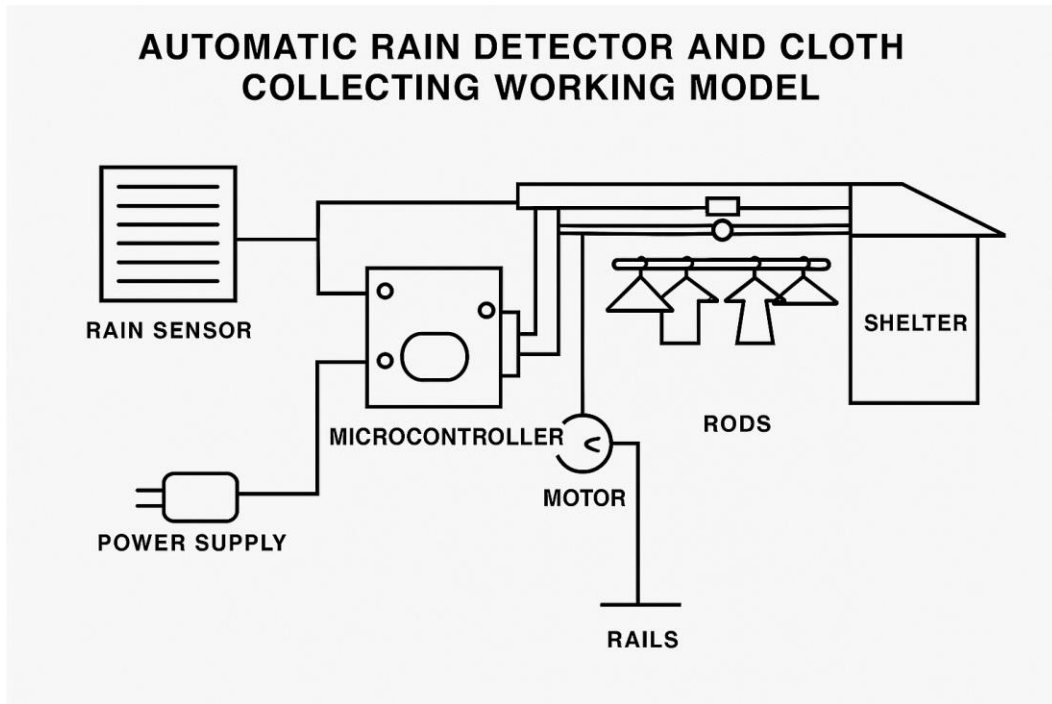 AUTOMATIC RAIN DETECTOR AND CLOTH
COLLECTING WORKING MODEL
RAIN SENSOR
SHELTER
MICROCONTROLLER
RODS
MOTOR
POWER SUPPLY
RAILS